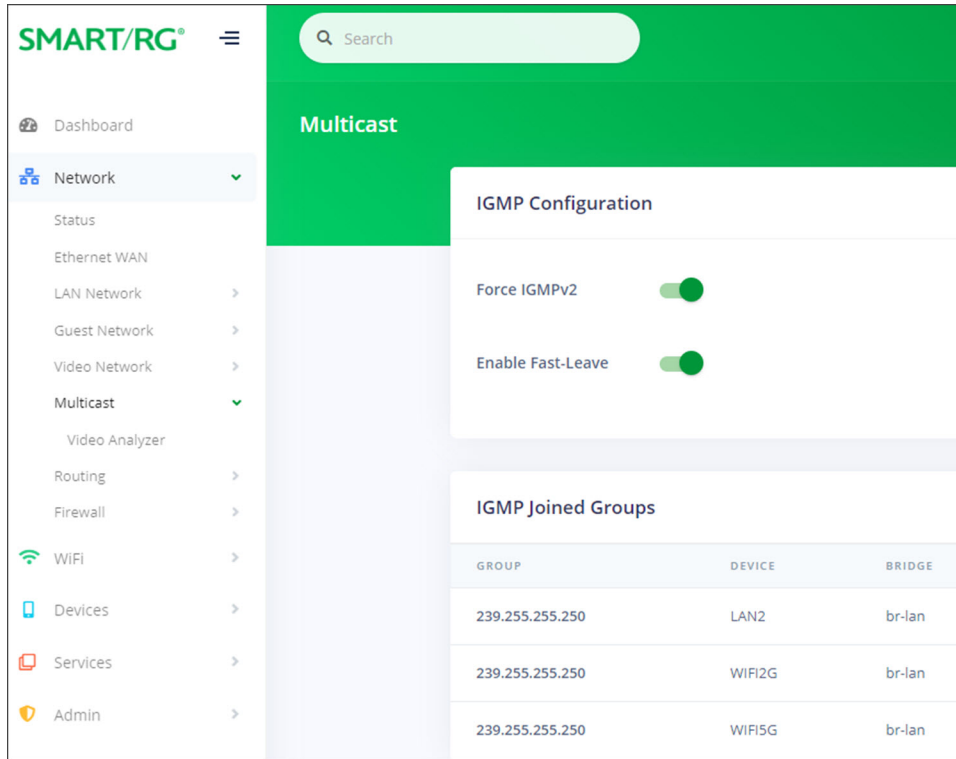 SMART/RG®
Search
Dashboard
Network
Status
Ethernet WAN
LAN Network
Guest Network
Video Network
Multicast
Video Analyzer
Routing
Firewall
WiFi
Devices
Services
Admin
Multicast
IGMP Configuration
Force IGMPv2
Enable Fast-Leave
IGMP Joined Groups
GROUP DEVICE BRIDGE
239.255.255.250 LAN2 br-lan
239.255.255.250 WIFI2G br-lan
239.255.255.250 WIFI5G br-lan